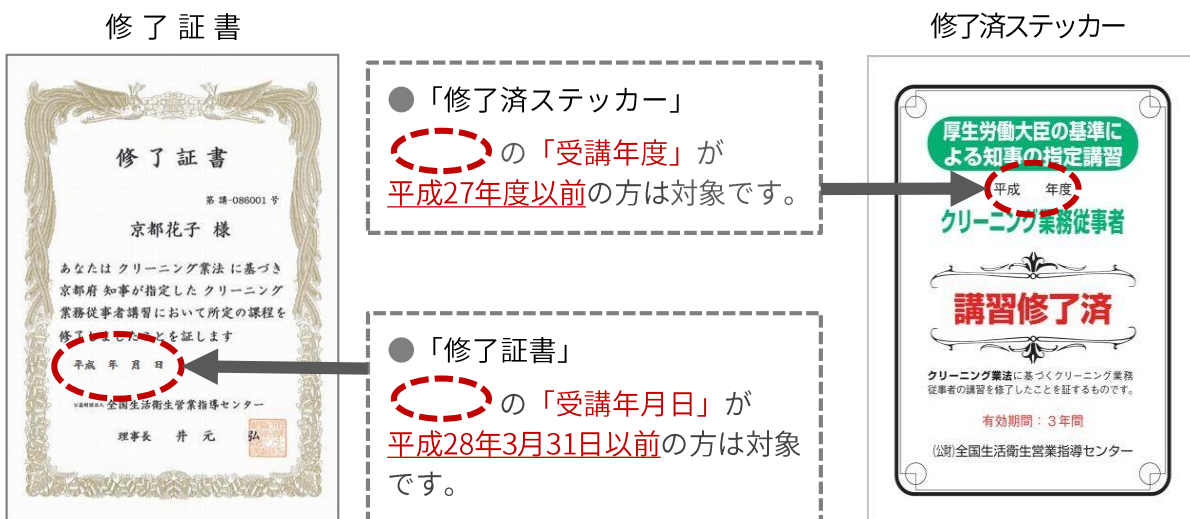 修了証書
修了証書
第 講-086001 号
京都花子 様
あなたは クリーニング業法 に基づき
京都府 知事が指定した クリーニング
業務従事者講習において所定の課程を
修了しましたことを証します
平成 年 月 日
公益財団法人 全国生活衛生営業指導センター
理事長 井 元 弘
●「修了済ステッカー」
の「受講年度」が
平成27年度以前の方は対象です。
●「修了証書」
の「受講年月日」が
平成28年3月31日以前の方は対象
です。
修了済ステッカー
厚生労働大臣の基準に
よる知事の指定講習
平成 年度
クリーニング業務従事者
講習修了済
クリーニング業法に基づくクリーニング業務
従事者の講習を修了したことを証するものです。
有効期間：3年間
(公財)全国生活衛生営業指導センター